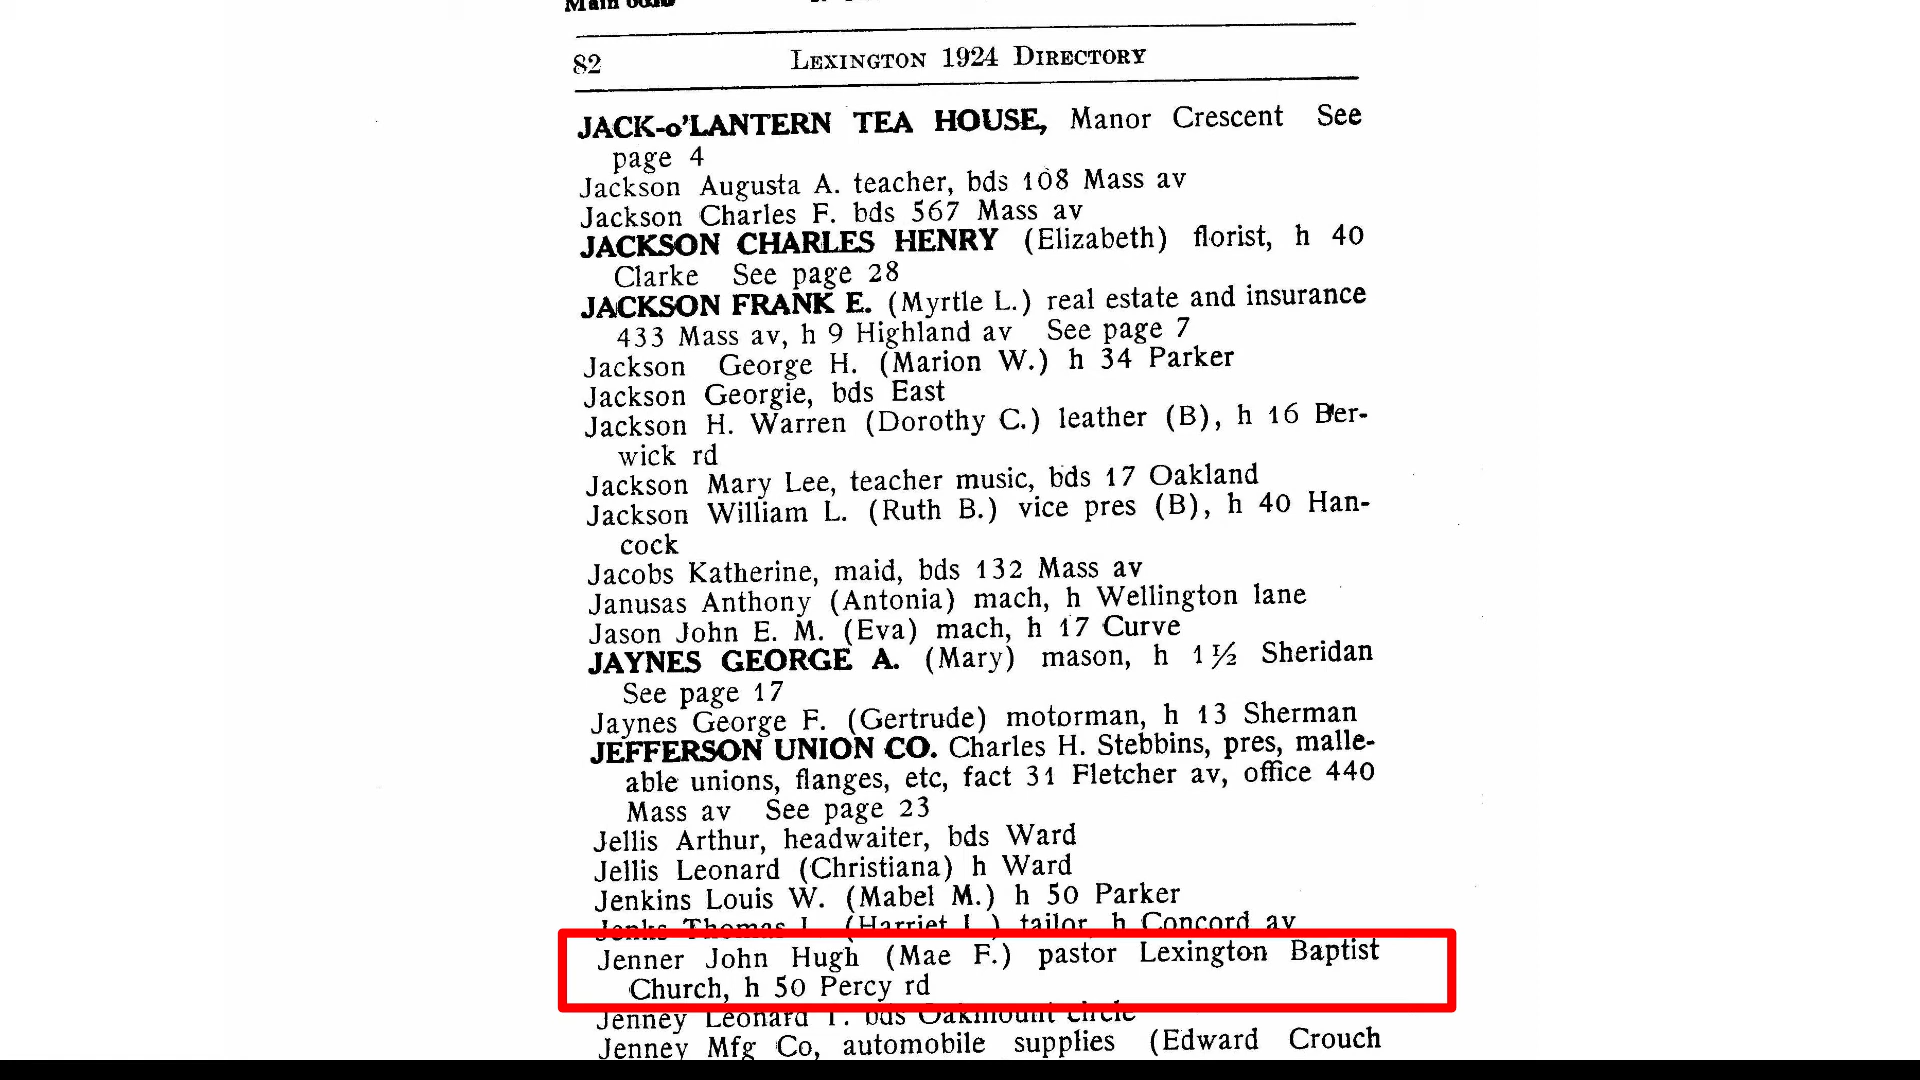 82 Lexington 1924 Directory
JACK-o'LANTERN TEA HOUSE, Manor Crescent See
page 4
Jackson Augusta A. teacher, bds 108 Mass av
Jackson Charles F. bds 567 Mass av
JACKSON CHARLES HENRY (Elizabeth) florist, h 40
Clarke See page 28
JACKSON FRANK E. (Myrtle L.) real estate and insurance
433 Mass av, h 9 Highland av See page 7
Jackson George H. (Marion W.) h 34 Parker
Jackson Georgie, bds East
Jackson H. Warren (Dorothy C.) leather (B), h 16 Ber-
wick rd
Jackson Mary Lee, teacher music, bds 17 Oakland
Jackson William L. (Ruth B.) vice pres (B), h 40 Han-
cock
Jacobs Katherine, maid, bds 132 Mass av
Janusas Anthony (Antonia) mach, h Wellington lane
Jason John E. M. (Eva) mach, h 17 Curve
JAYNES GEORGE A. (Mary) mason, h 1½ Sheridan
See page 17
Jaynes George F. (Gertrude) motorman, h 13 Sherman
JEFFERSON UNION CO. Charles H. Stebbins, pres, malle-
able unions, flanges, etc, fact 31 Fletcher av, office 440
Mass av See page 23
Jellis Arthur, headwaiter, bds Ward
Jellis Leonard (Christiana) h Ward
Jenkins Louis W. (Mabel M.) h 50 Parker
Jenks Thomas (Harriet tailor, h Concord av
Jenner John Hugh (Mae F.) pastor Lexington Baptist
Church, h 50 Percy rd
Jenney Leonard bds Oakmount circle
Jenney Mfg Co, automobile supplies (Edward Crouch